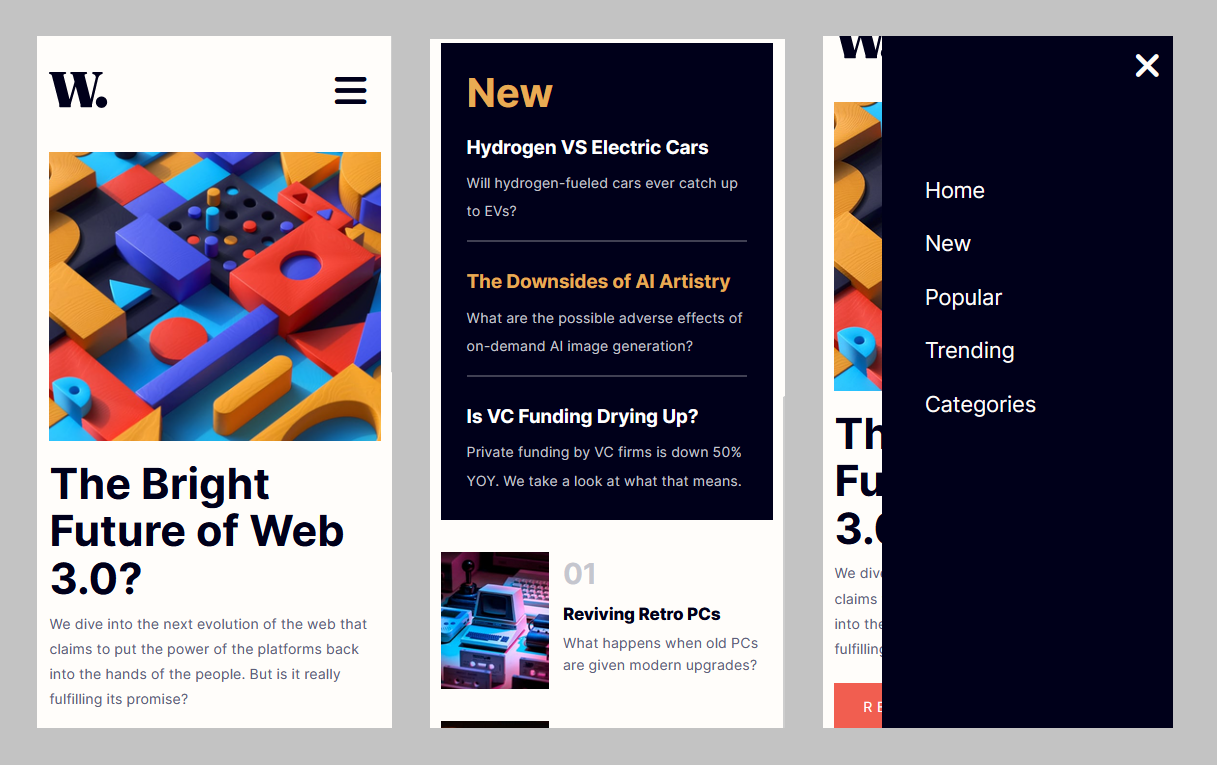 W.
The Bright
Future of Web
3.0?
We dive into the next evolution of the web that
claims to put the power of the platforms back
into the hands of the people. But is it really
fulfilling its promise?
New
Hydrogen VS Electric Cars
Will hydrogen-fueled cars ever catch up
to EVs?
The Downsides of AI Artistry
What are the possible adverse effects of
on-demand AI image generation?
Is VC Funding Drying Up?
Private funding by VC firms is down 50%
YOY. We take a look at what that means.
01
Reviving Retro PCs
What happens when old PCs
are given modern upgrades?
W.
Th
Fu
3.0
We dive
claims
into the
fulfilling
RE
Home
New
Popular
Trending
Categories